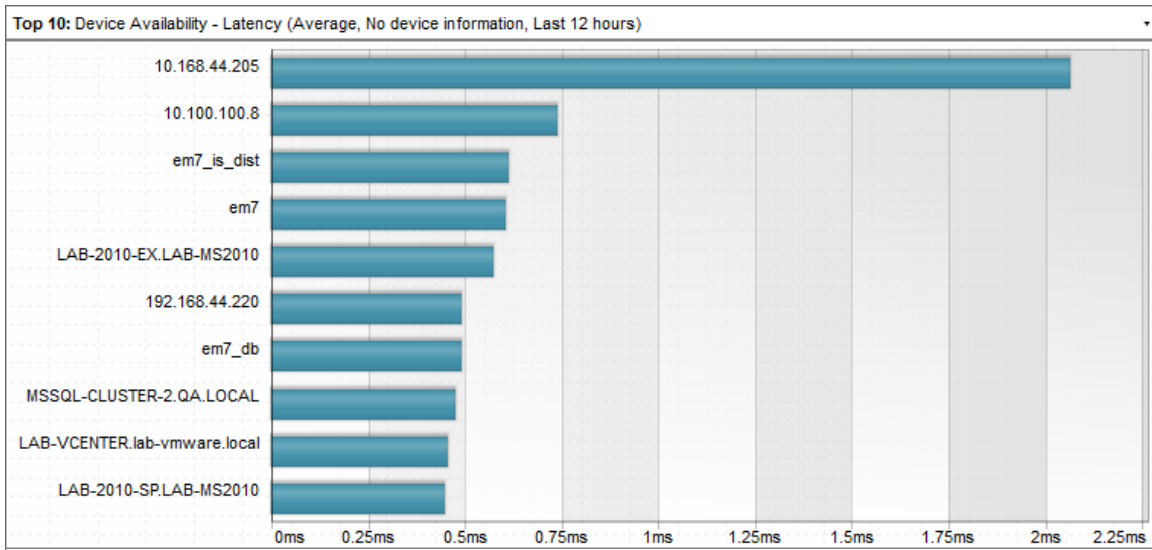 Top 10: Device Availability - Latency (Average, No device information, Last 12 hours)
10.168.44.205
10.100.100.8
em7_is_dist
em7
LAB-2010-EX.LAB-MS2010
192.168.44.220
em7_db
MSSQL-CLUSTER-2.QA.LOCAL
LAB-VCENTER.lab-vmware.local
LAB-2010-SP.LAB-MS2010
0ms 0.25ms 0.5ms 0.75ms 1ms 1.25ms 1.5ms 1.75ms 2ms 2.25ms